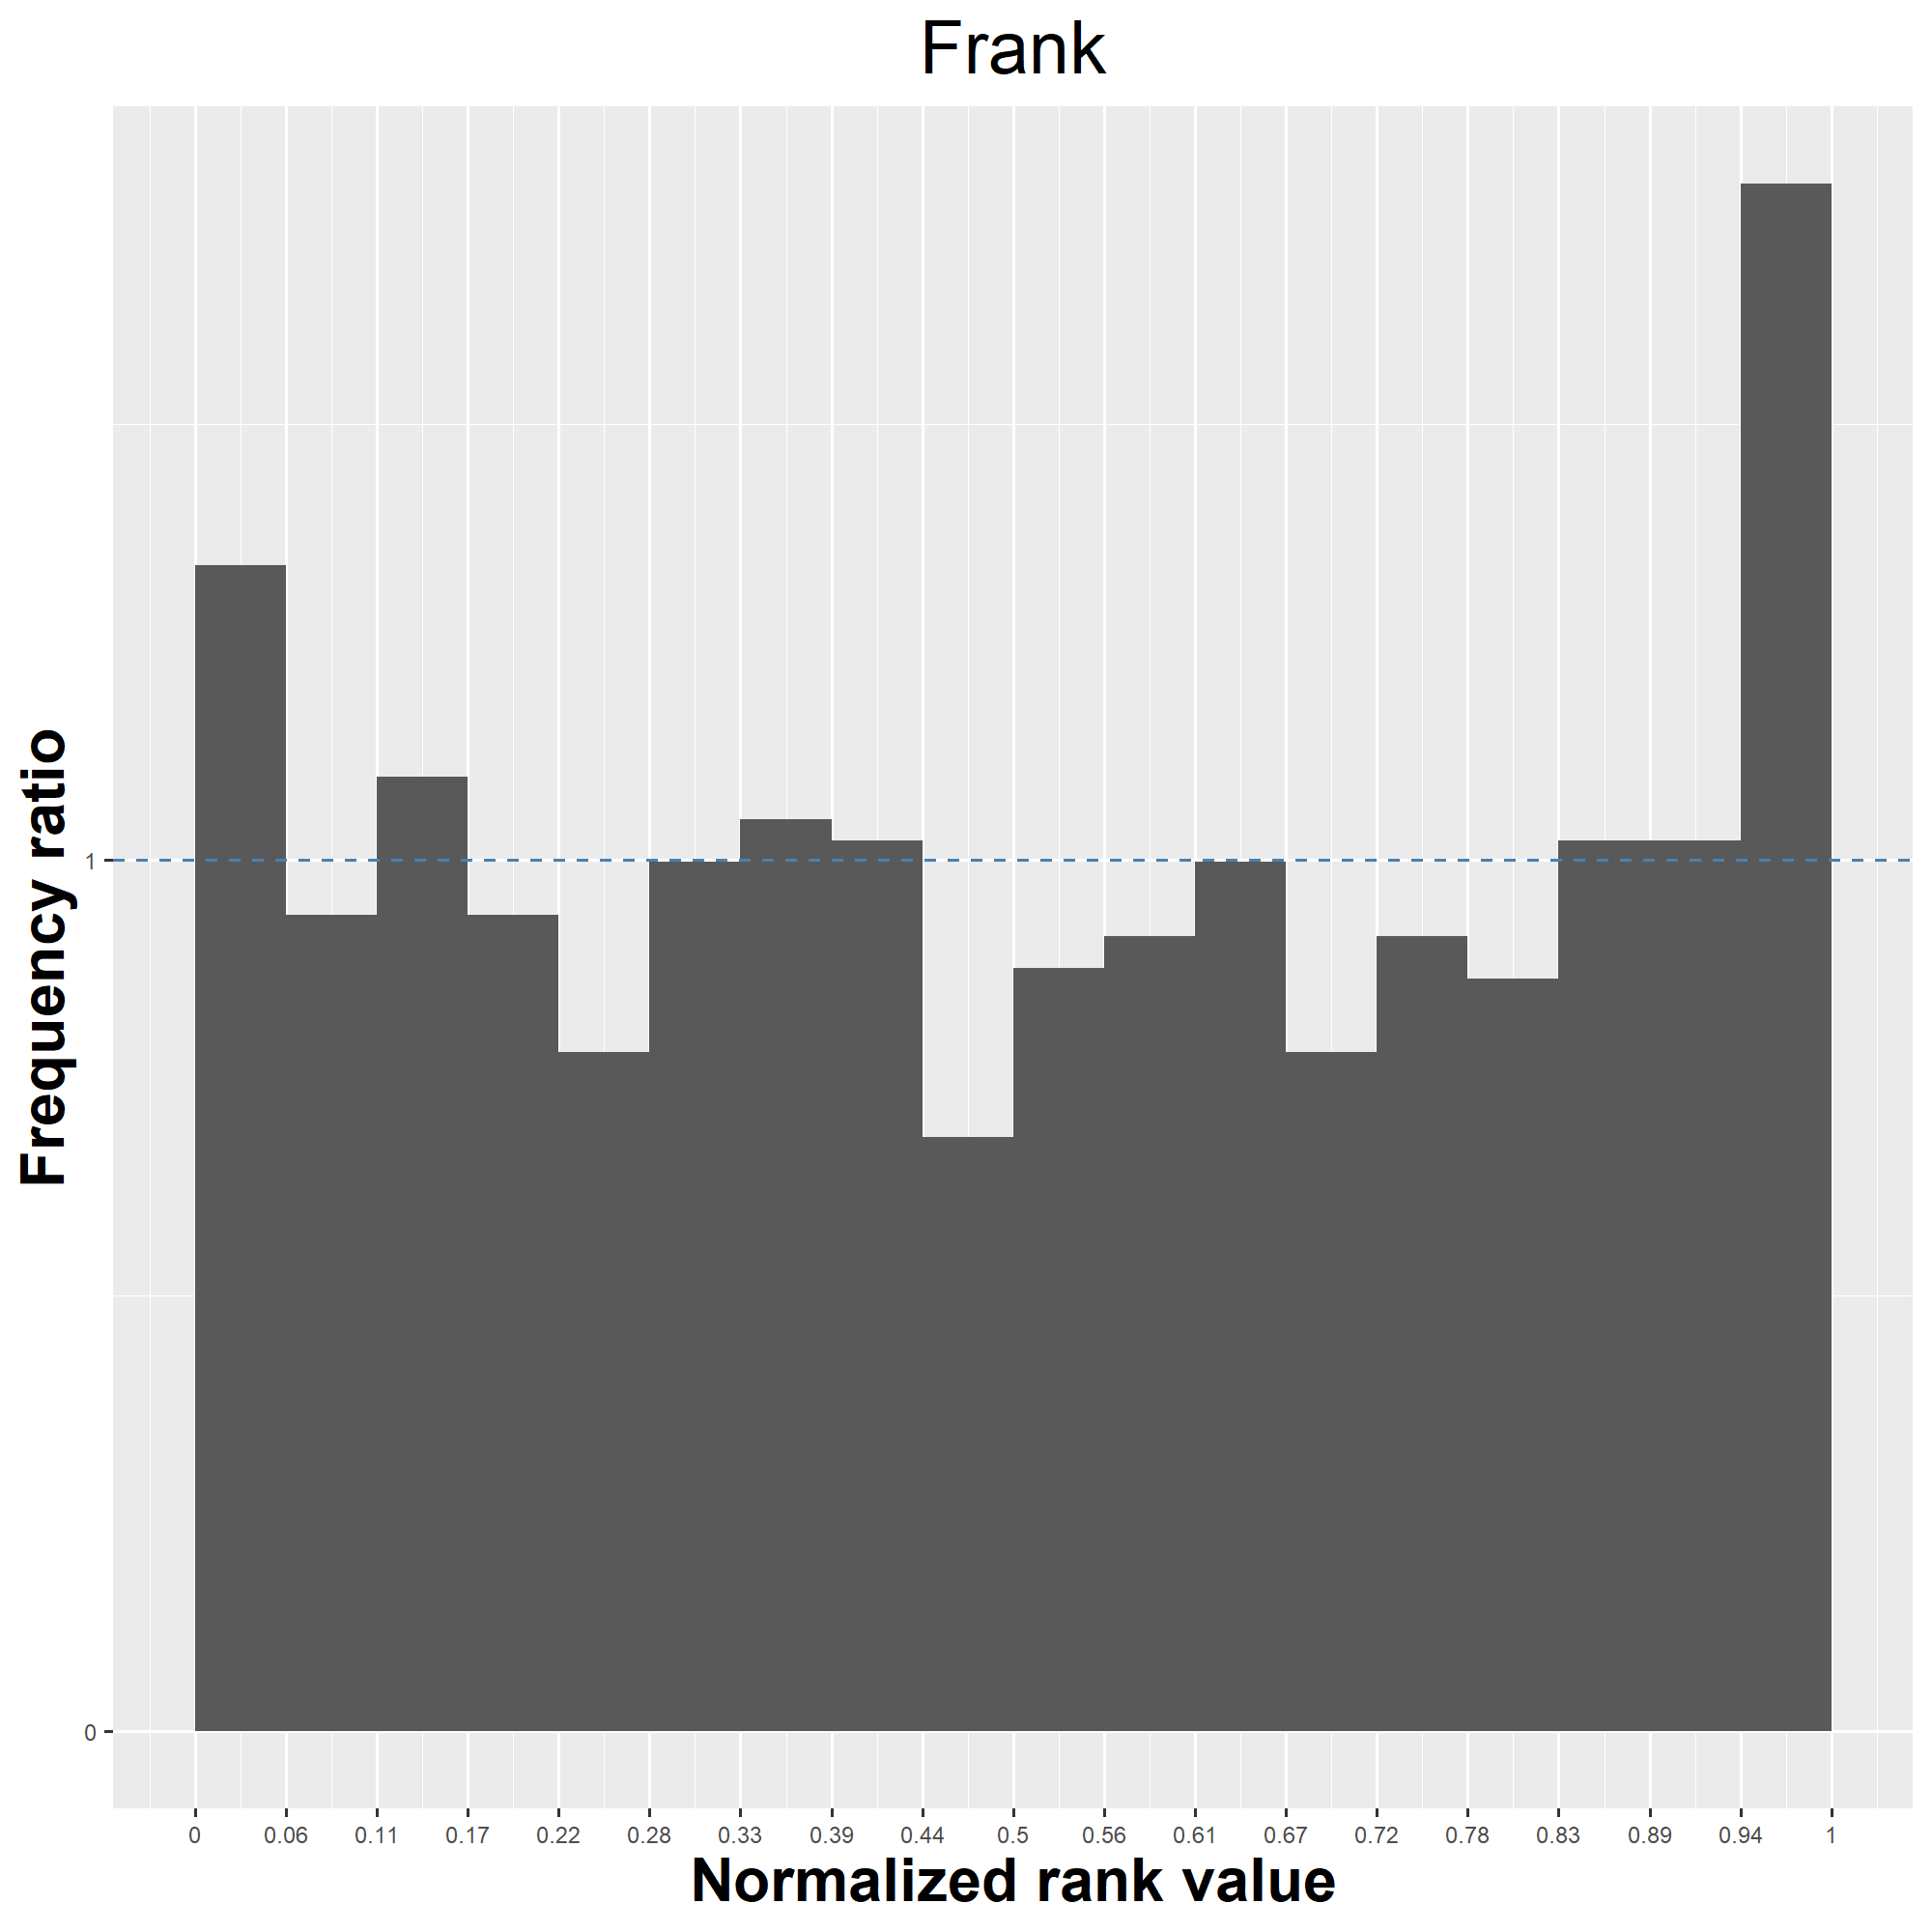 Frank
Frequency ratio
1
0
0 0.06 0.11 0.17 0.22 0.28 0.33 0.39 0.44 0.5 0.56 0.61 0.67 0.72 0.78 0.83 0.89 0.94 1
Normalized rank value